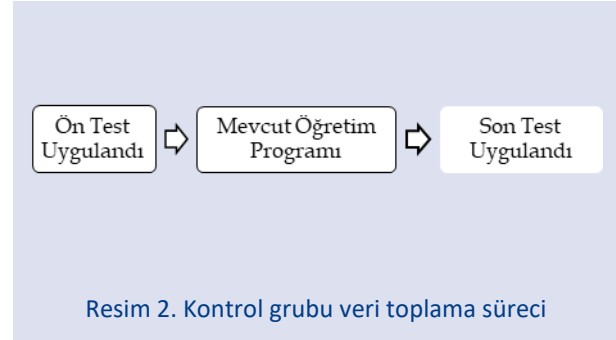 Ön Test
Uygulandı
Mevcut Öğretim
Programı
Son Test
Uygulandı
Resim 2. Kontrol grubu veri toplama süreci